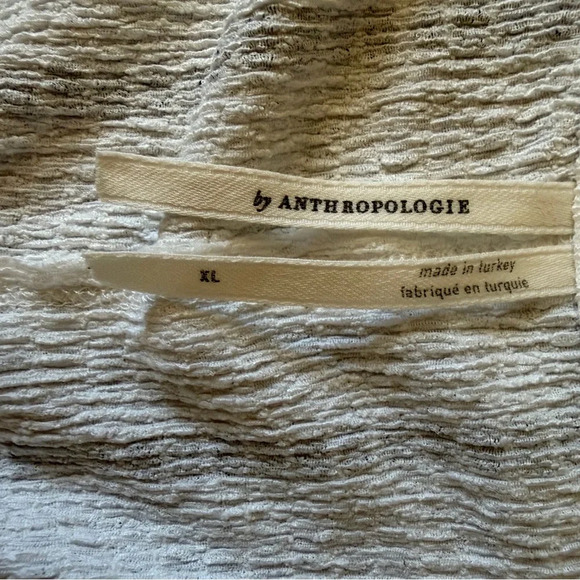 by ANTHROPOLOGIE
XL
made in turkey
fabriqué en turquie